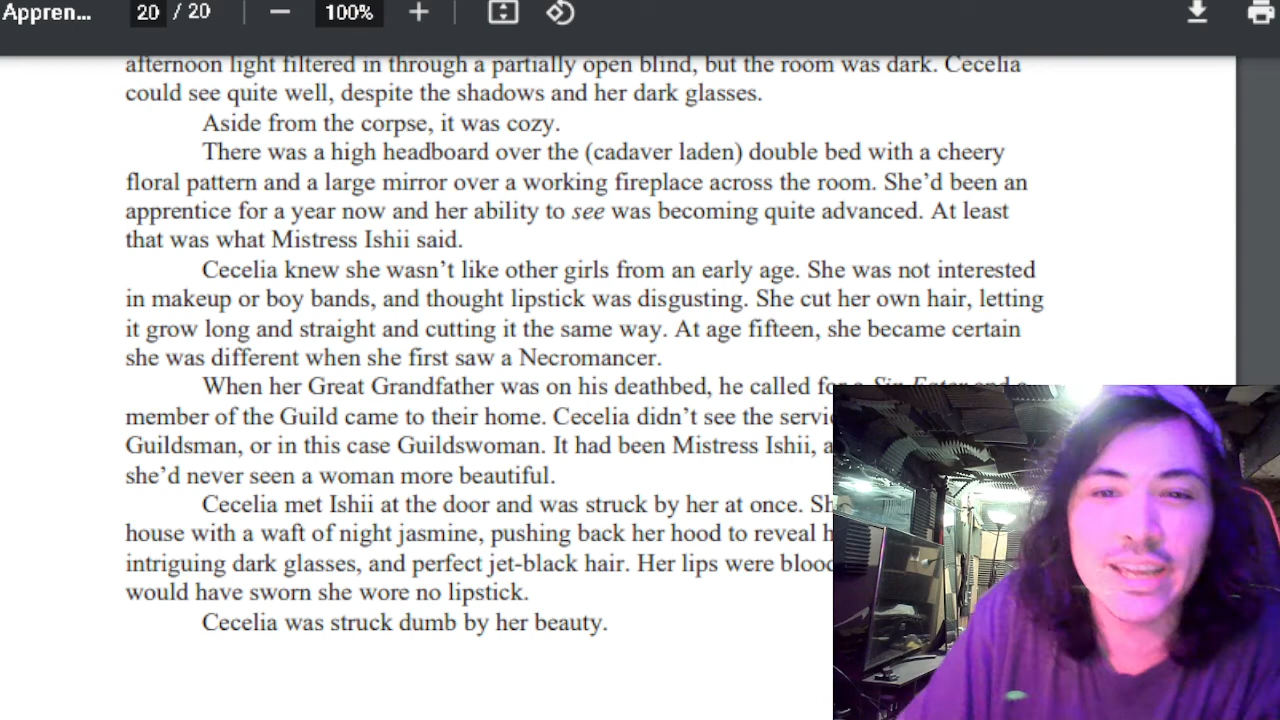 Appren... 20 / 20 100%
afternoon light filtered in through a partially open blind, but the room was dark. Cecelia
could see quite well, despite the shadows and her dark glasses.
Aside from the corpse, it was cozy.
There was a high headboard over the (cadaver laden) double bed with a cheery
floral pattern and a large mirror over a working fireplace across the room. She’d been an
apprentice for a year now and her ability to see was becoming quite advanced. At least
that was what Mistress Ishii said.
Cecelia knew she wasn’t like other girls from an early age. She was not interested
in makeup or boy bands, and thought lipstick was disgusting. She cut her own hair, letting
it grow long and straight and cutting it the same way. At age fifteen, she became certain
she was different when she first saw a Necromancer.
When her Great Grandfather was on his deathbed, he called for a Sin Eater and a
member of the Guild came to their home. Cecelia didn’t see the
Guildsman, or in this case Guildswoman. It had been Mistress Ishii,
she’d never seen a woman more beautiful.
Cecelia met Ishii at the door and was struck by her at once.
house with a waft of night jasmine, pushing back her hood to reveal
intriguing dark glasses, and perfect jet-black hair. Her lips were
would have sworn she wore no lipstick.
Cecelia was struck dumb by her beauty.